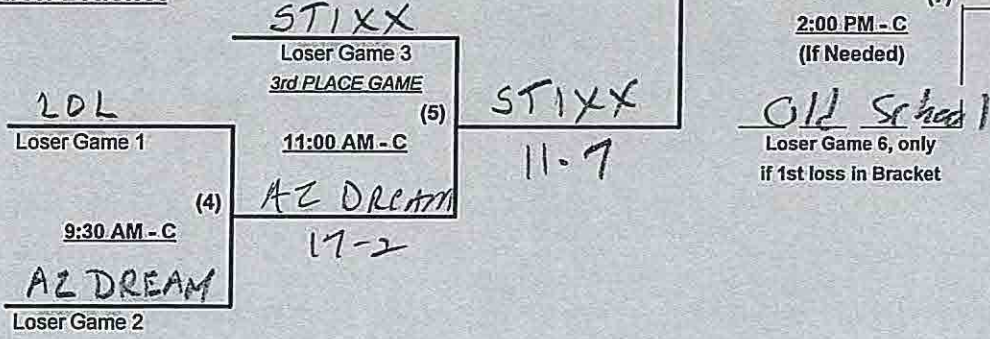 STIXX
Loser Game 3
3rd PLACE GAME
(5)
11:00 AM - C
AZ DREAM
17-2
LOL
Loser Game 1
(4)
9:30 AM - C
AZ DREAM
Loser Game 2
STIXX
11-7
2:00 PM - C
(If Needed)
Old School
Loser Game 6, only
if 1st loss in Bracket